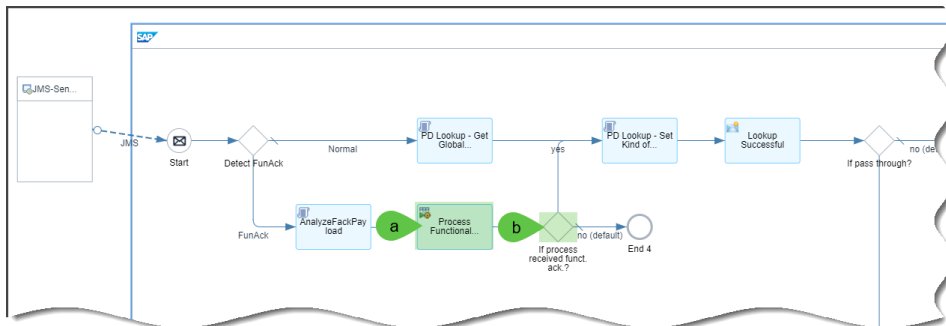 SAP
JMS-Sen...
JMS
Start
Detect FunAck
Normal
PD Lookup - Get
Global...
yes
PD Lookup - Set
Kind of...
Lookup
Successful
If pass through?
no (de
FunAck
AnalyzeFackPay
load
a
Process
Functional...
b
If process
received funct.
ack.?
no (default)
End 4